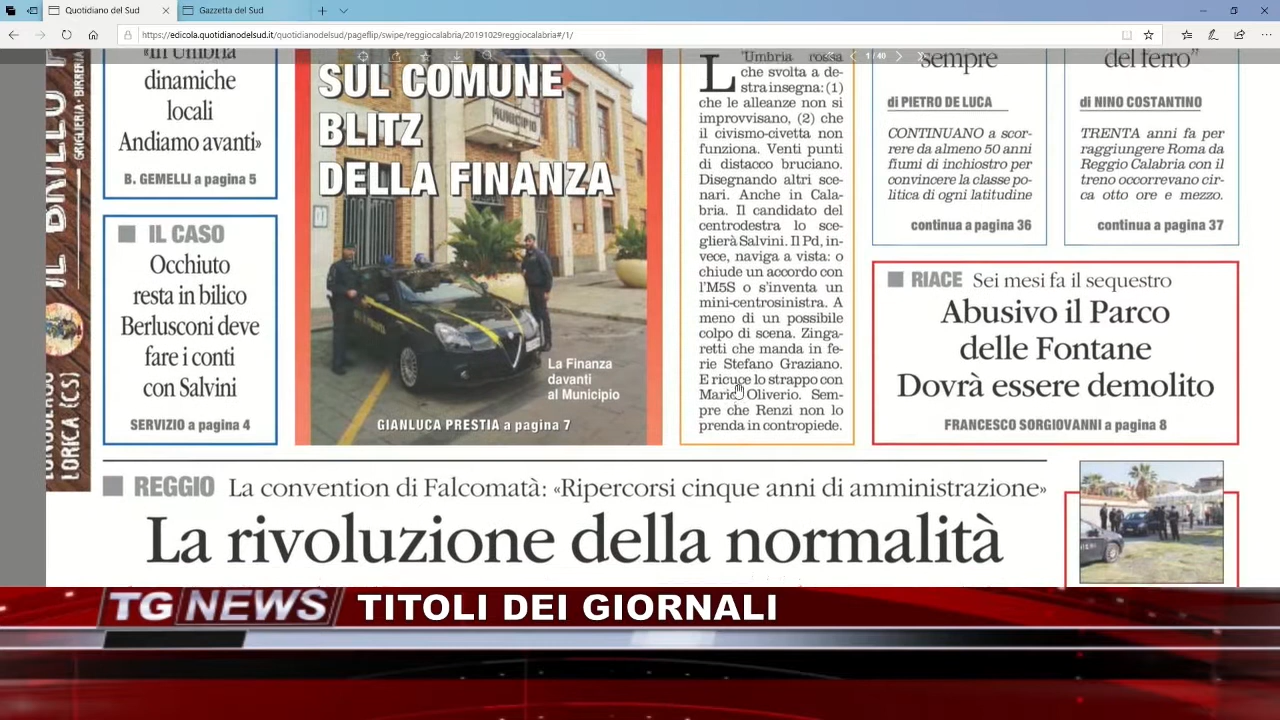 Quotidiano del Sud
Gazzetta del Sud
https://edicola.quotidianodelsud.it/quotidianodelsud/pageflip/swipe/reggiocalabria/20191029reggiocalabria#/1/
1 / 40
IL BRILLO
GRIGLIERIA · BIRRERIA
LORICA (CS)
«In Umbria
dinamiche
locali
Andiamo avanti»
B. GEMELLI a pagina 5
IL CASO
Occhiuto
resta in bilico
Berlusconi deve
fare i conti
con Salvini
SERVIZIO a pagina 4
SUL COMUNE
BLITZ
DELLA FINANZA
MUNICIPIO
La Finanza
davanti
al Municipio
GIANLUCA PRESTIA a pagina 7
L'Umbria rossa
che svolta a de-
stra insegna: (1)
che le alleanze non si
improvvisano, (2) che
il civismo-civetta non
funziona. Venti punti
di distacco bruciano.
Disegnando altri sce-
nari. Anche in Cala-
bria. Il candidato del
centrodestra lo sce-
glierà Salvini. Il Pd, in-
vece, naviga a vista: o
chiude un accordo con
l'M5S o s'inventa un
mini-centrosinistra. A
meno di un possibile
colpo di scena. Zinga-
retti che manda in fe-
rie Stefano Graziano.
E ricuce lo strappo con
Mario Oliverio. Sem-
pre che Renzi non lo
prenda in contropiede.
sempre
di PIETRO DE LUCA
CONTINUANO a scor-
rere da almeno 50 anni
fiumi di inchiostro per
convincere la classe po-
litica di ogni latitudine
continua a pagina 36
del ferro”
di NINO COSTANTINO
TRENTA anni fa per
raggiungere Roma da
Reggio Calabria con il
treno occorrevano cir-
ca otto ore e mezzo.
continua a pagina 37
RIACE Sei mesi fa il sequestro
Abusivo il Parco
delle Fontane
Dovrà essere demolito
FRANCESCO SORGIOVANNI a pagina 8
REGGIO La convention di Falcomatà: «Ripercorsi cinque anni di amministrazione»
La rivoluzione della normalità
TG NEWS TITOLI DEI GIORNALI